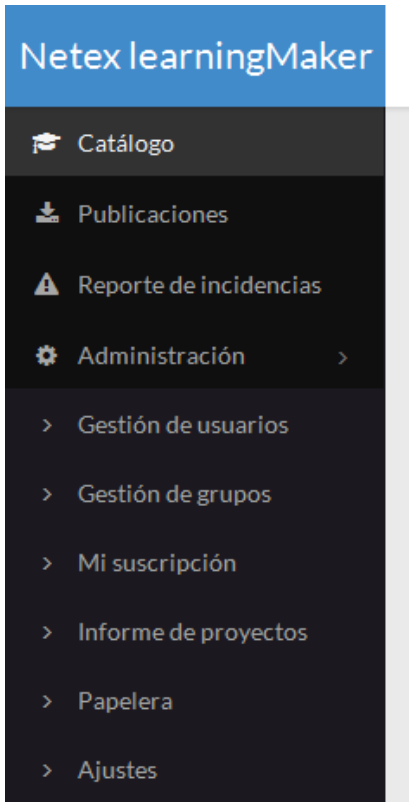 Netex learningMaker
Catálogo
Publicaciones
Reporte de incidencias
Administración
Gestión de usuarios
Gestión de grupos
Mi suscripción
Informe de proyectos
Papelera
Ajustes